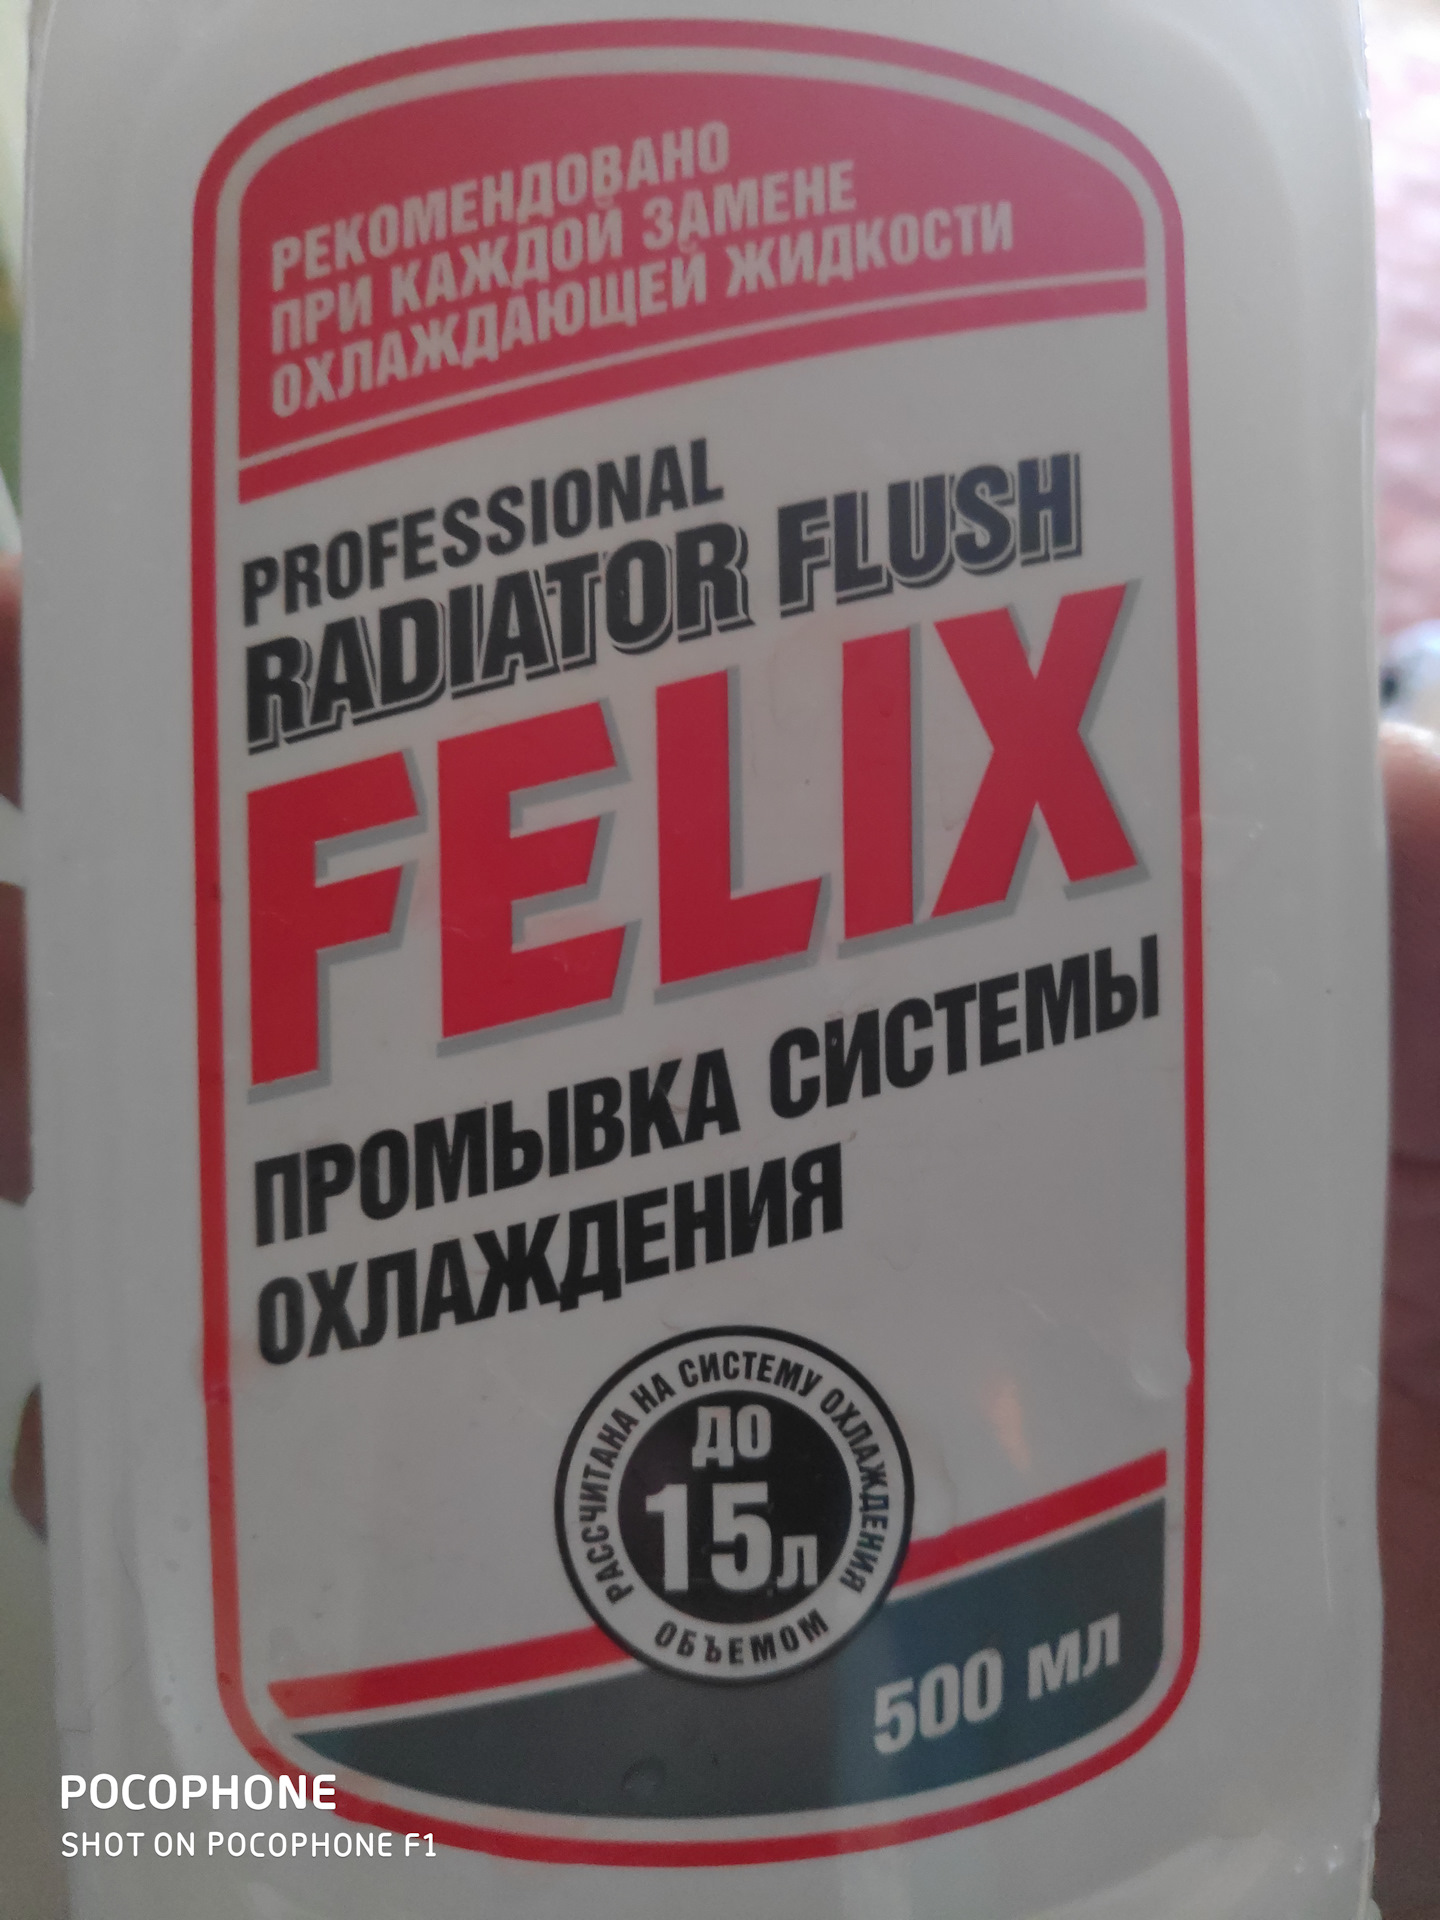 РЕКОМЕНДОВАНО
ПРИ КАЖДОЙ ЗАМЕНЕ
ОХЛАЖДАЮЩЕЙ ЖИДКОСТИ
PROFESSIONAL
RADIATOR FLUSH
FELIX
ПРОМЫВКА СИСТЕМЫ
ОХЛАЖДЕНИЯ
РАССЧИТАНА НА СИСТЕМУ ОХЛАЖДЕНИЯ
ДО
15л
ОБЪЕМОМ
500 мл
POCOPHONE
SHOT ON POCOPHONE F1